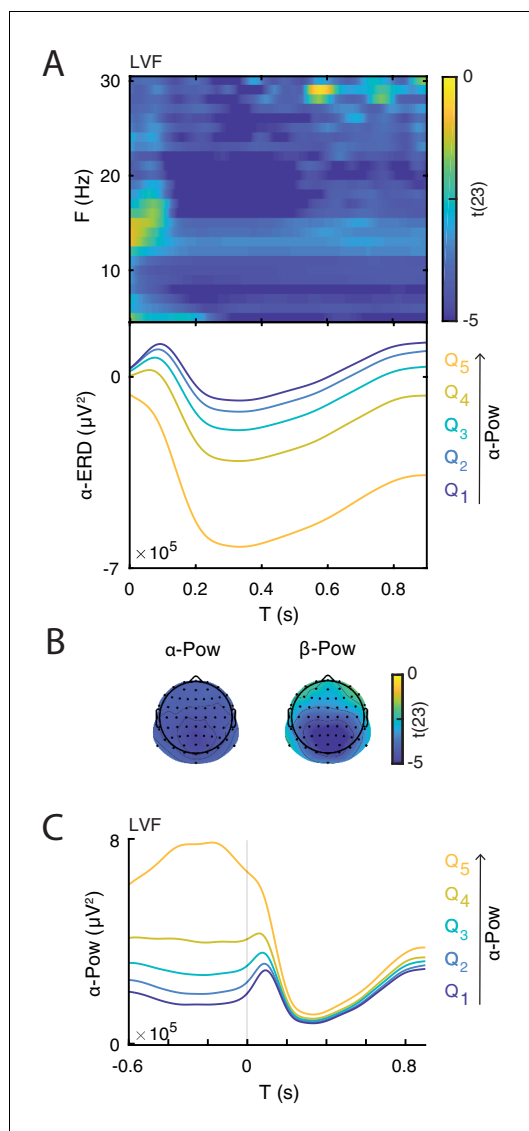 A
LVF
30
20
10
F (Hz)
0
t(23)
-5
0
-7
α-ERD (μV²)
×10⁵
0
0.2
0.4
0.6
0.8
T (s)
Q₅
Q₄
Q₃
Q₂
Q₁
α-Pow
B
α-Pow
β-Pow
0
t(23)
-5
C
LVF
8
0
α-Pow (μV²)
×10⁵
-0.6
0
0.8
T (s)
Q₅
Q₄
Q₃
Q₂
Q₁
α-Pow